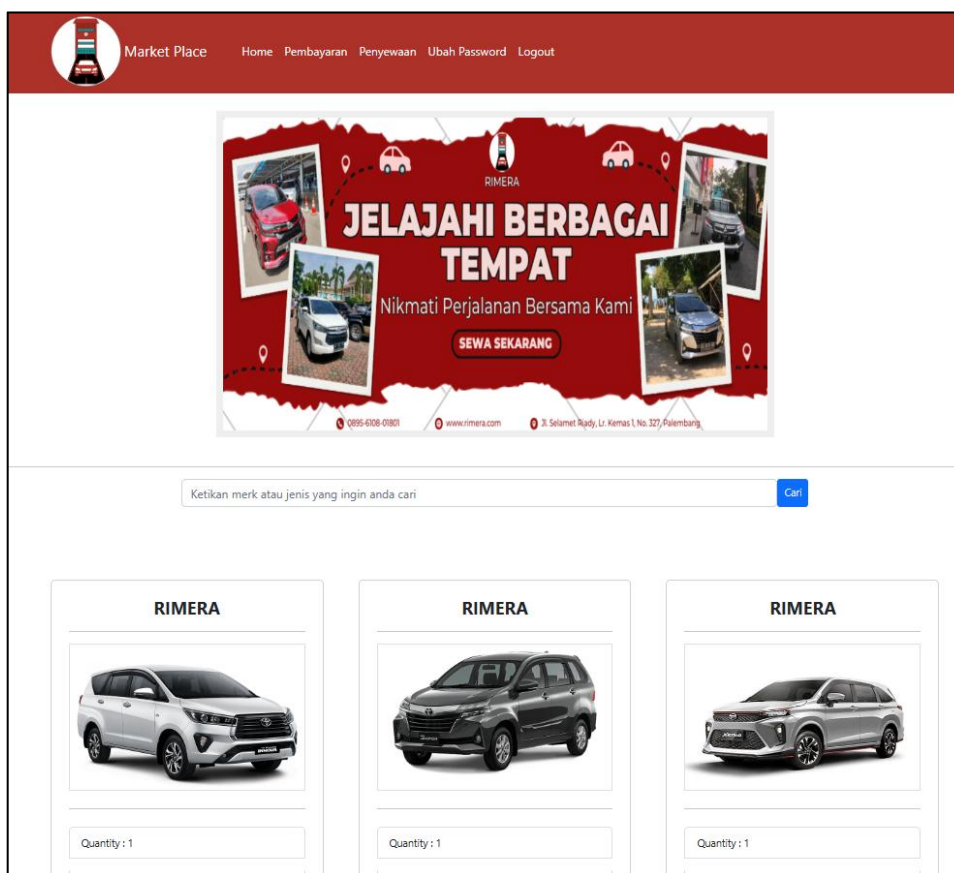 Market Place Home Pembayaran Penyewaan Ubah Password Logout
RIMERA
JELAJAHI BERBAGAI
TEMPAT
Nikmati Perjalanan Bersama Kami
SEWA SEKARANG
0895-6108-01801 www.rimera.com Jl. Selamet Riady, Lr. Kemas 1, No. 327, Palembang
Ketikan merk atau jenis yang ingin anda cari Cari
RIMERA RIMERA RIMERA
Quantity : 1 Quantity : 1 Quantity : 1